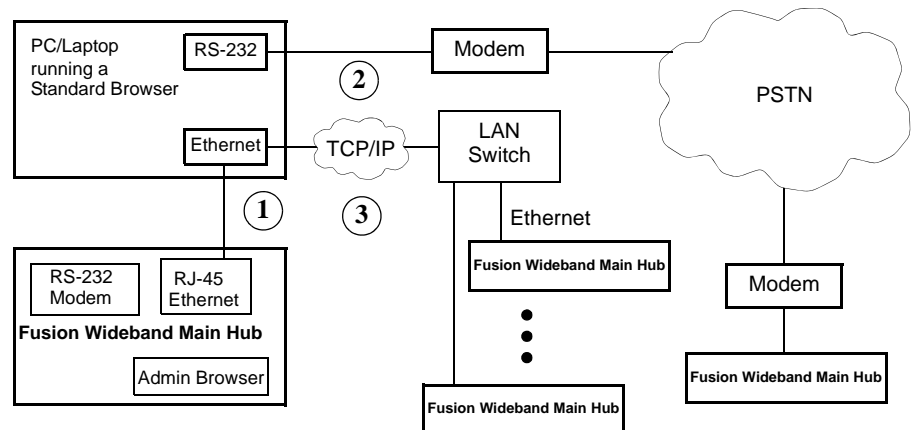 PC/Laptop
running a
Standard Browser
RS-232
Modem
PSTN
2
Ethernet
TCP/IP
LAN
Switch
1
3
Ethernet
RS-232
Modem
RJ-45
Ethernet
Fusion Wideband Main Hub
Admin Browser
Fusion Wideband Main Hub
Fusion Wideband Main Hub
Modem
Fusion Wideband Main Hub